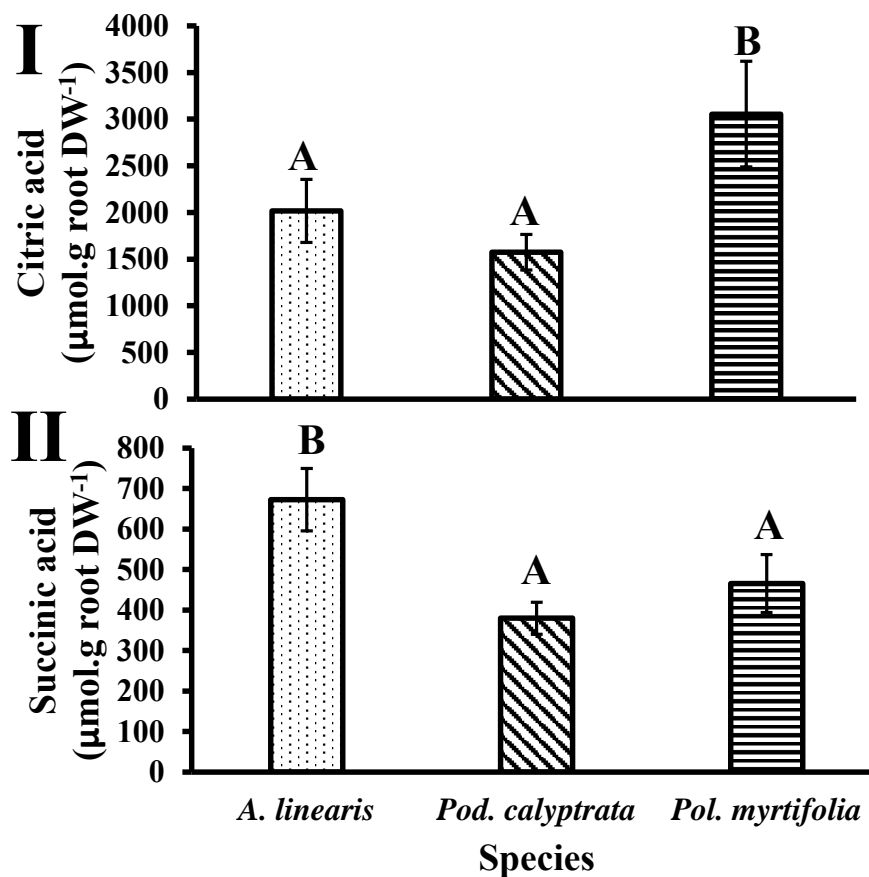 I
Citric acid
(µmol.g root DW-1)
4000
3500
3000
2500
2000
1500
1000
500
0
A
A
B
II
Succinic acid
(µmol.g root DW-1)
800
700
600
500
400
300
200
100
0
B
A
A
A. linearis Pod. calyptrata Pol. myrtifolia
Species